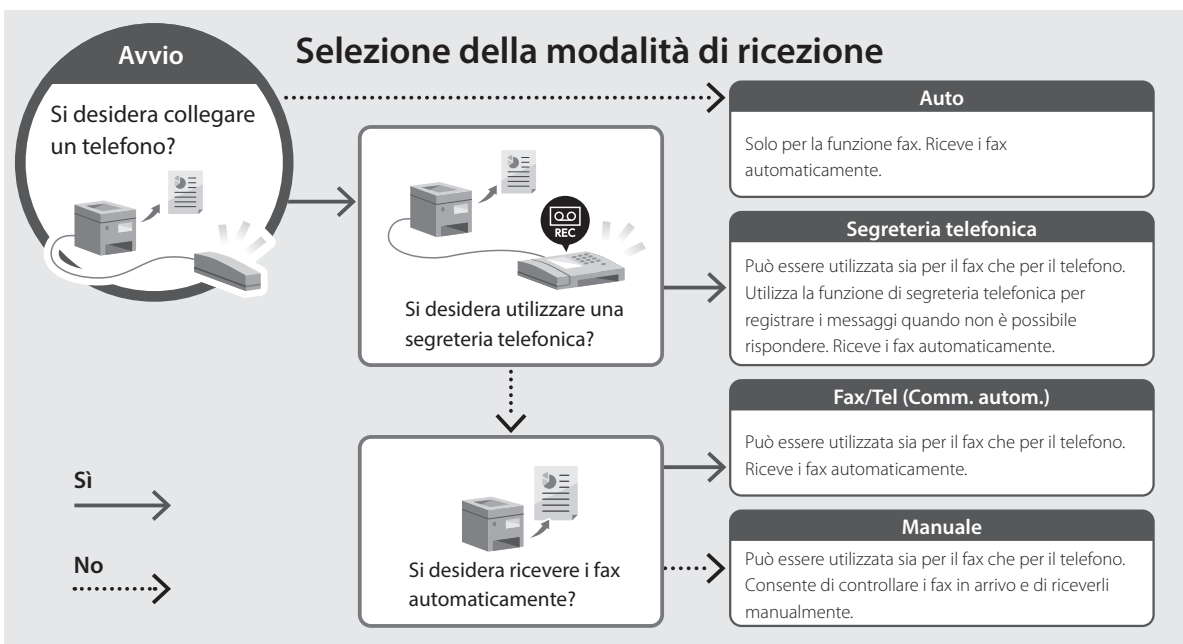 Selezione della modalità di ricezione
Avvio
Si desidera collegare
un telefono?
REC
Si desidera utilizzare una
segreteria telefonica?
Si desidera ricevere i fax
automaticamente?
Auto
Solo per la funzione fax. Riceve i fax
automaticamente.
Segreteria telefonica
Può essere utilizzata sia per il fax che per il telefono.
Utilizza la funzione di segreteria telefonica per
registrare i messaggi quando non è possibile
rispondere. Riceve i fax automaticamente.
Fax/Tel (Comm. autom.)
Può essere utilizzata sia per il fax che per il telefono.
Riceve i fax automaticamente.
Manuale
Può essere utilizzata sia per il fax che per il telefono.
Consente di controllare i fax in arrivo e di riceverli
manualmente.
Sì
No